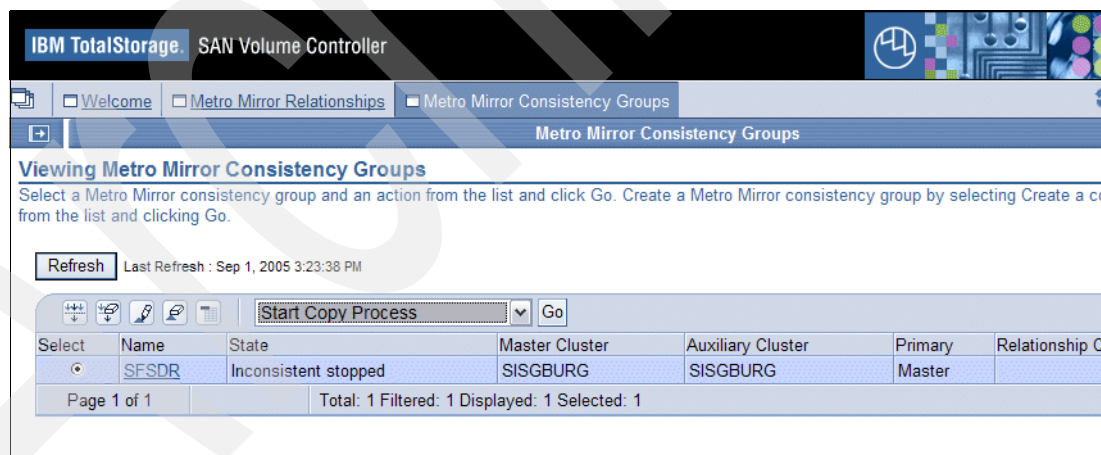 IBM TotalStorage. SAN Volume Controller
Welcome Metro Mirror Relationships Metro Mirror Consistency Groups
Metro Mirror Consistency Groups
Viewing Metro Mirror Consistency Groups
Select a Metro Mirror consistency group and an action from the list and click Go. Create a Metro Mirror consistency group by selecting Create a
from the list and clicking Go.
Refresh Last Refresh : Sep 1, 2005 3:23:38 PM
Start Copy Process Go
Select Name State Master Cluster Auxiliary Cluster Primary Relationship
SFSDR Inconsistent stopped SISGBURG SISGBURG Master
Page 1 of 1 Total: 1 Filtered: 1 Displayed: 1 Selected: 1